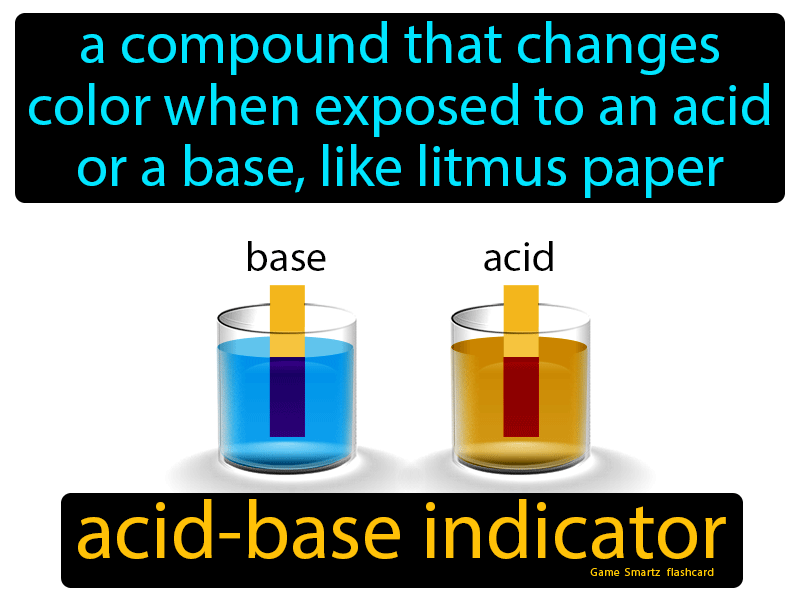 a compound that changes
color when exposed to an acid
or a base, like litmus paper
base acid
acid-base indicator
Game Smartz flashcard